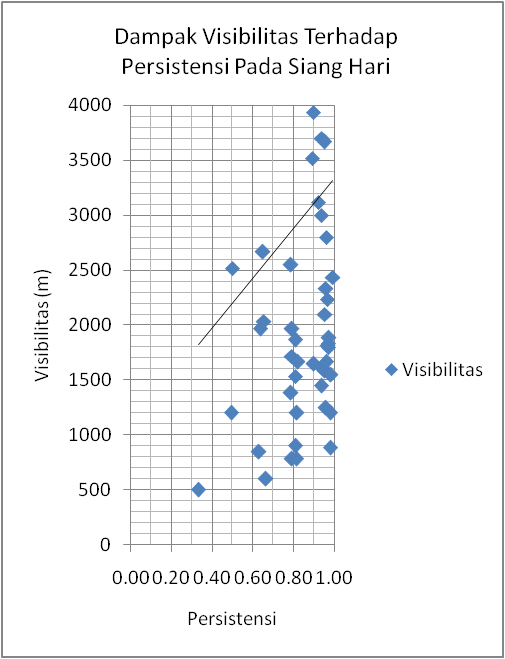 Dampak Visibilitas Terhadap
Persistensi Pada Siang Hari
4000
3500
3000
2500
2000
1500
1000
500
0
Visibilitas (m)
0.00 0.20 0.40 0.60 0.80 1.00
Persistensi
Visibilitas